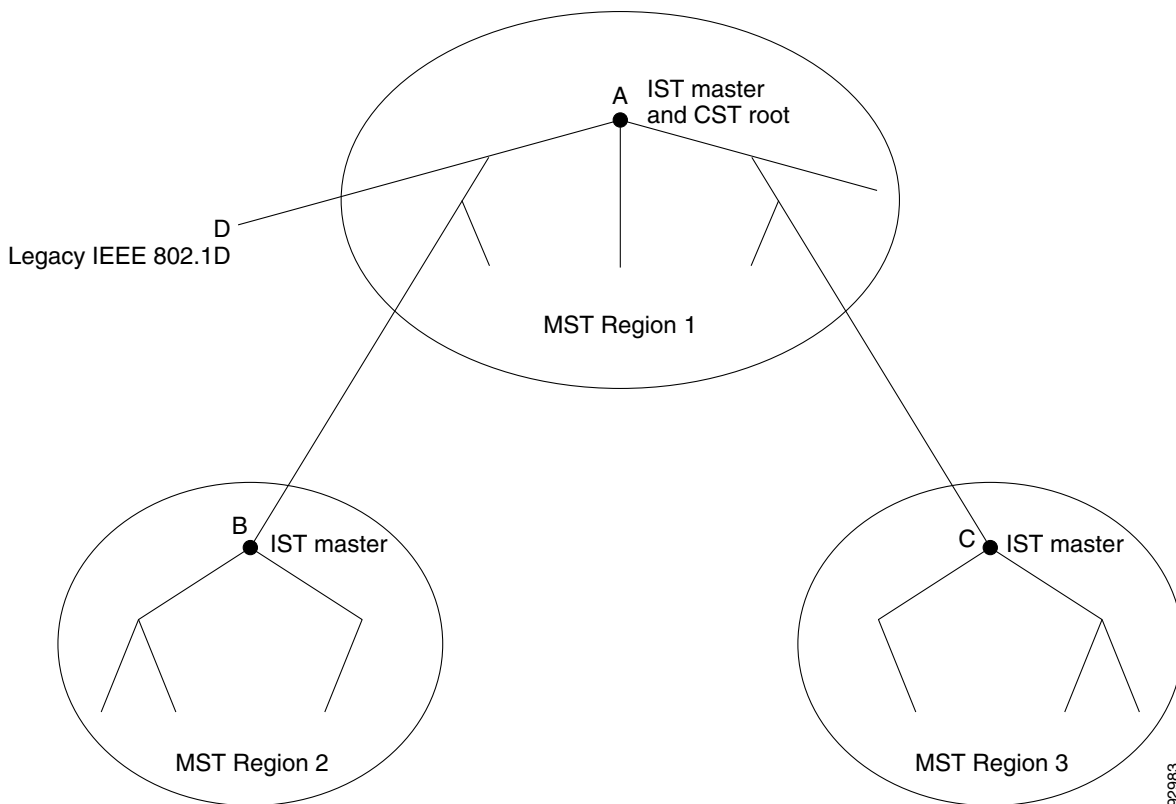 A
IST master
and CST root
D
Legacy IEEE 802.1D
MST Region 1
B
IST master
C
IST master
MST Region 2
MST Region 3
92983